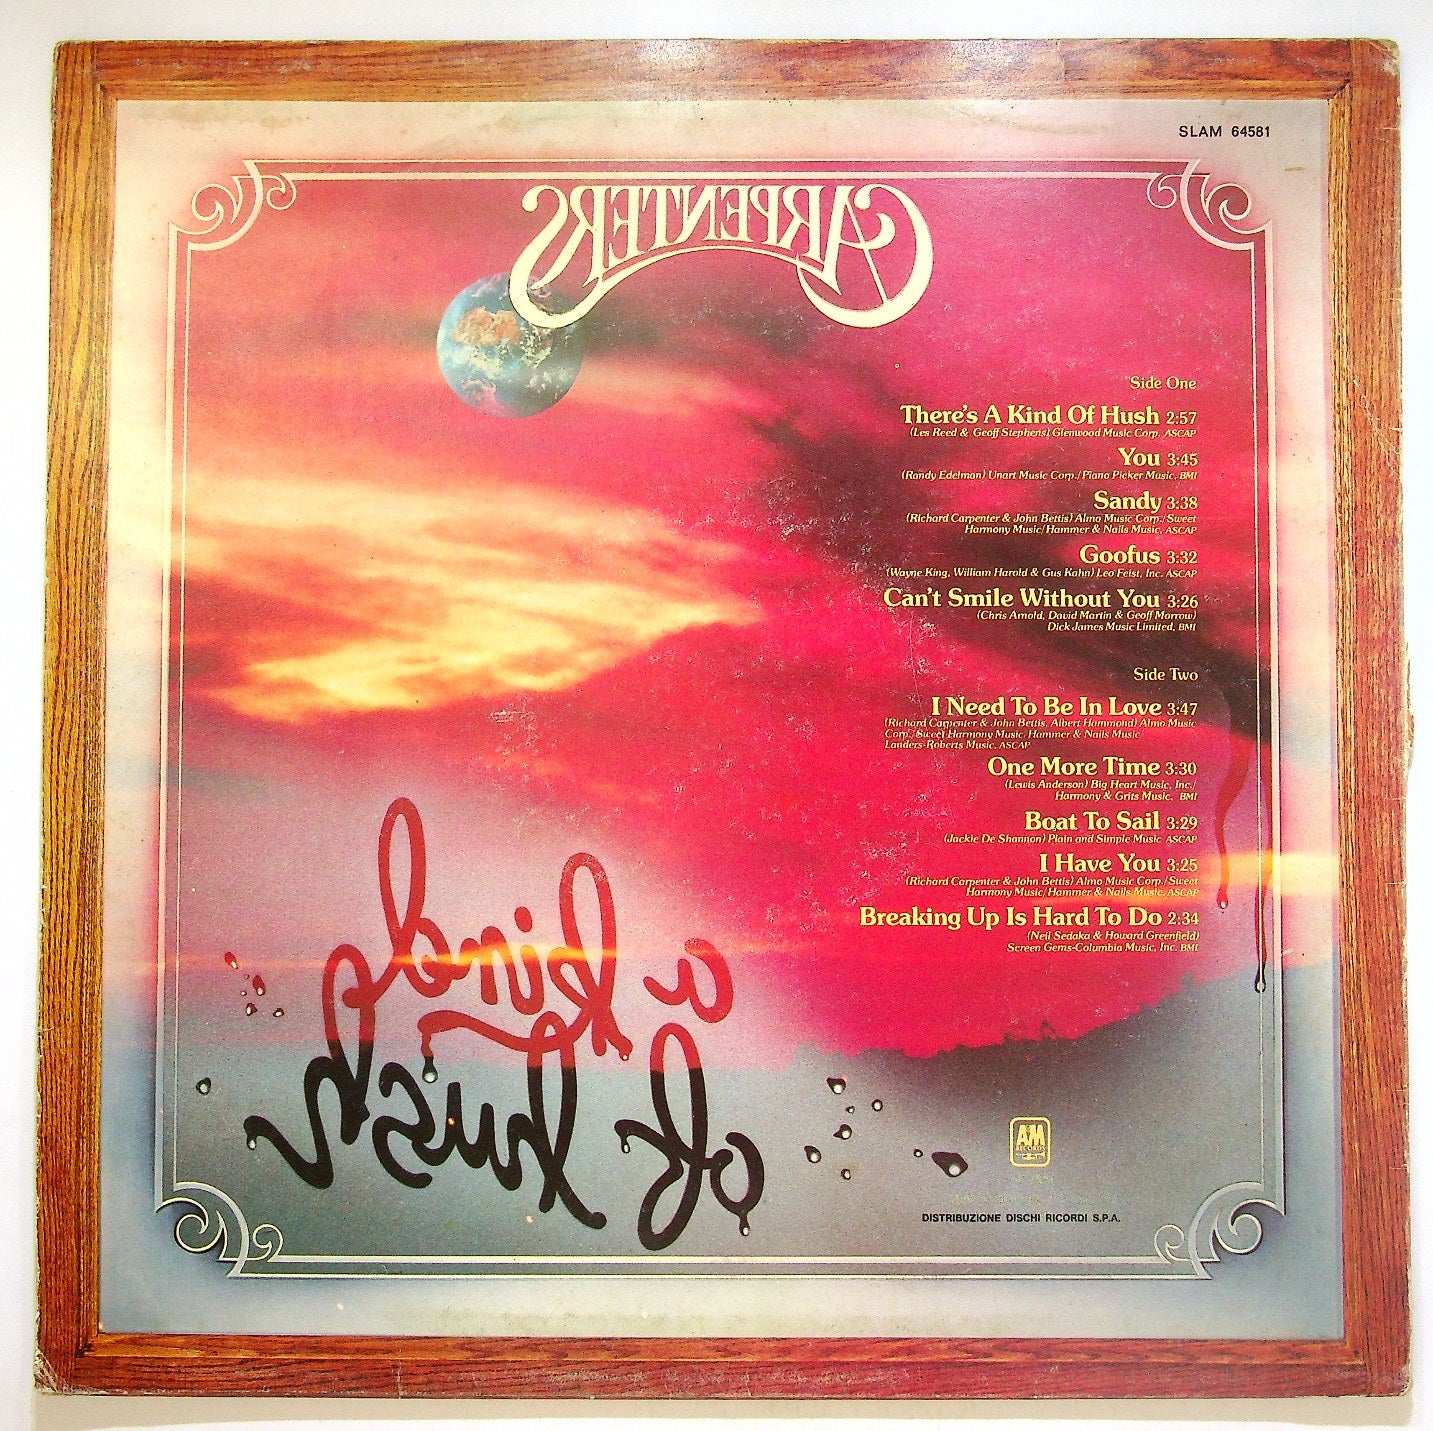 SLAM 64581
CARPENTERS
Side One
There's A Kind Of Hush 2:57
(Les Reed & Geoff Stephens) Glenwood Music Corp. ASCAP
You 3:45
(Randy Edelman) Unart Music Corp./Piano Picker Music, BMI
Sandy 3:38
(Richard Carpenter & John Bettis) Almo Music Corp./Sweet
Harmony Music/Hammer & Nails Music, ASCAP
Goofus 3:32
(Wayne King, William Harold & Gus Kahn) Leo Feist, Inc. ASCAP
Can't Smile Without You 3:26
(Chris Arnold, David Martin & Geoff Morrow)
Dick James Music Limited, BMI
Side Two
I Need To Be In Love 3:47
(Richard Carpenter & John Bettis, Albert Hammond) Almo Music
Corp./Sweet Harmony Music, Hammer & Nails Music
Landers-Roberts Music, ASCAP
One More Time 3:30
(Lewis Anderson) Big Heart Music, Inc./
Harmony & Grits Music, BMI
Boat To Sail 3:29
(Jackie De Shannon) Plain and Simple Music ASCAP
I Have You 3:25
(Richard Carpenter & John Bettis) Almo Music Corp./Sweet
Harmony Music/Hammer & Nails Music, ASCAP
Breaking Up Is Hard To Do 2:34
(Neil Sedaka & Howard Greenfield)
Screen Gems-Columbia Music, Inc. BMI
a kind
of hush
A&M
RECORDS
DISTRIBUZIONE DISCHI RICORDI S.P.A.